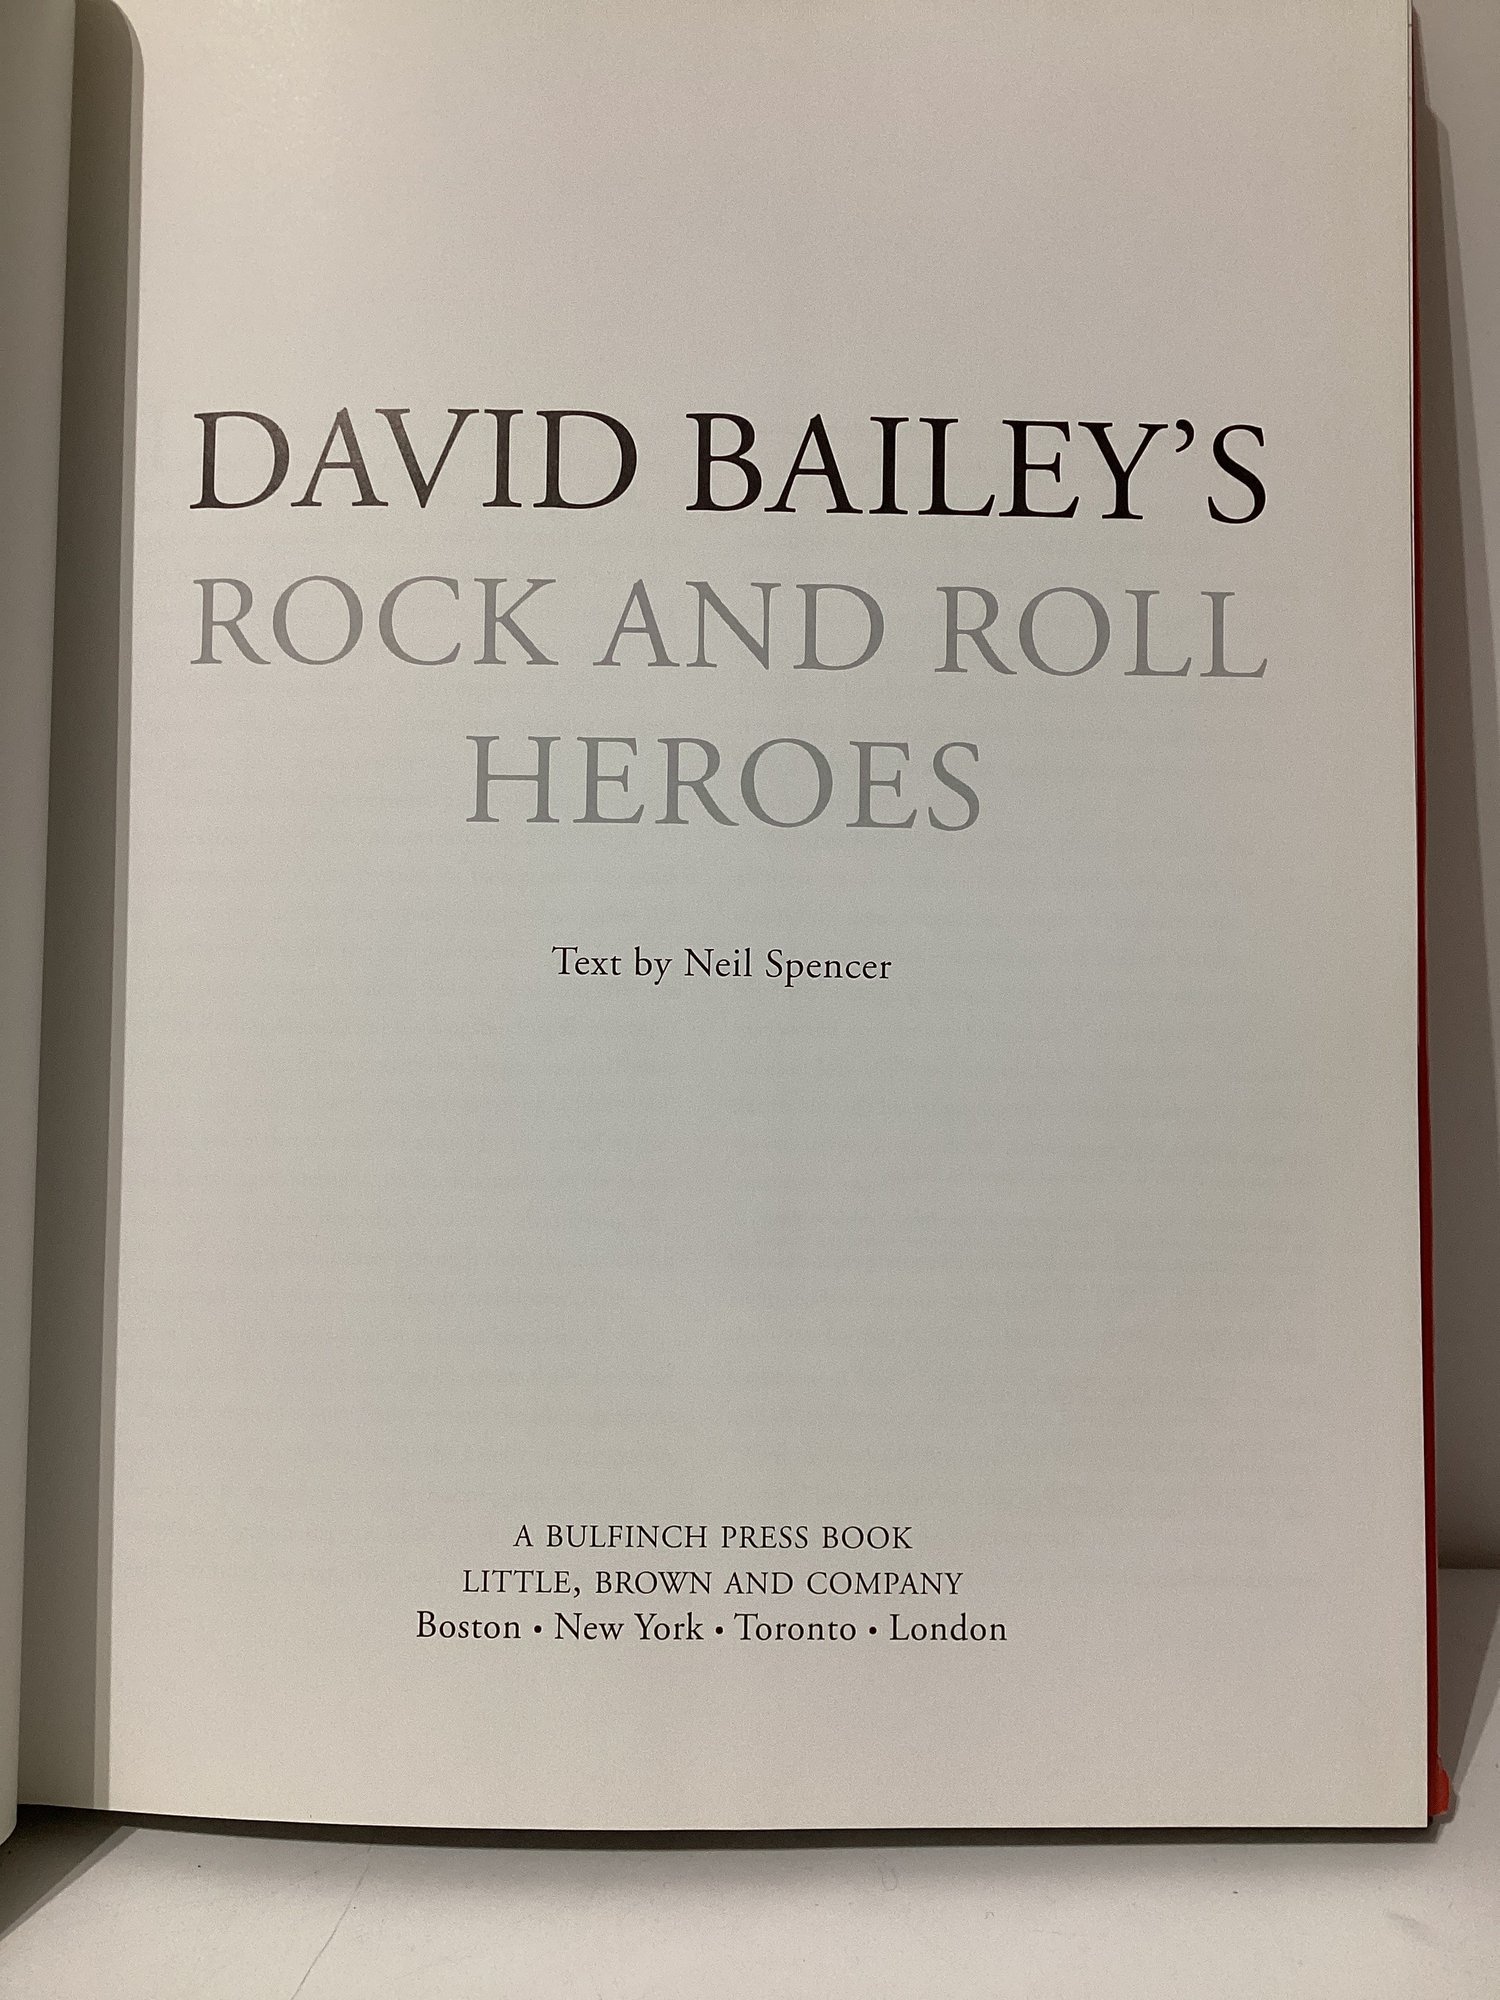 DAVID BAILEY’S
ROCK AND ROLL
HEROES
Text by Neil Spencer
A BULFINCH PRESS BOOK
LITTLE, BROWN AND COMPANY
Boston • New York • Toronto • London